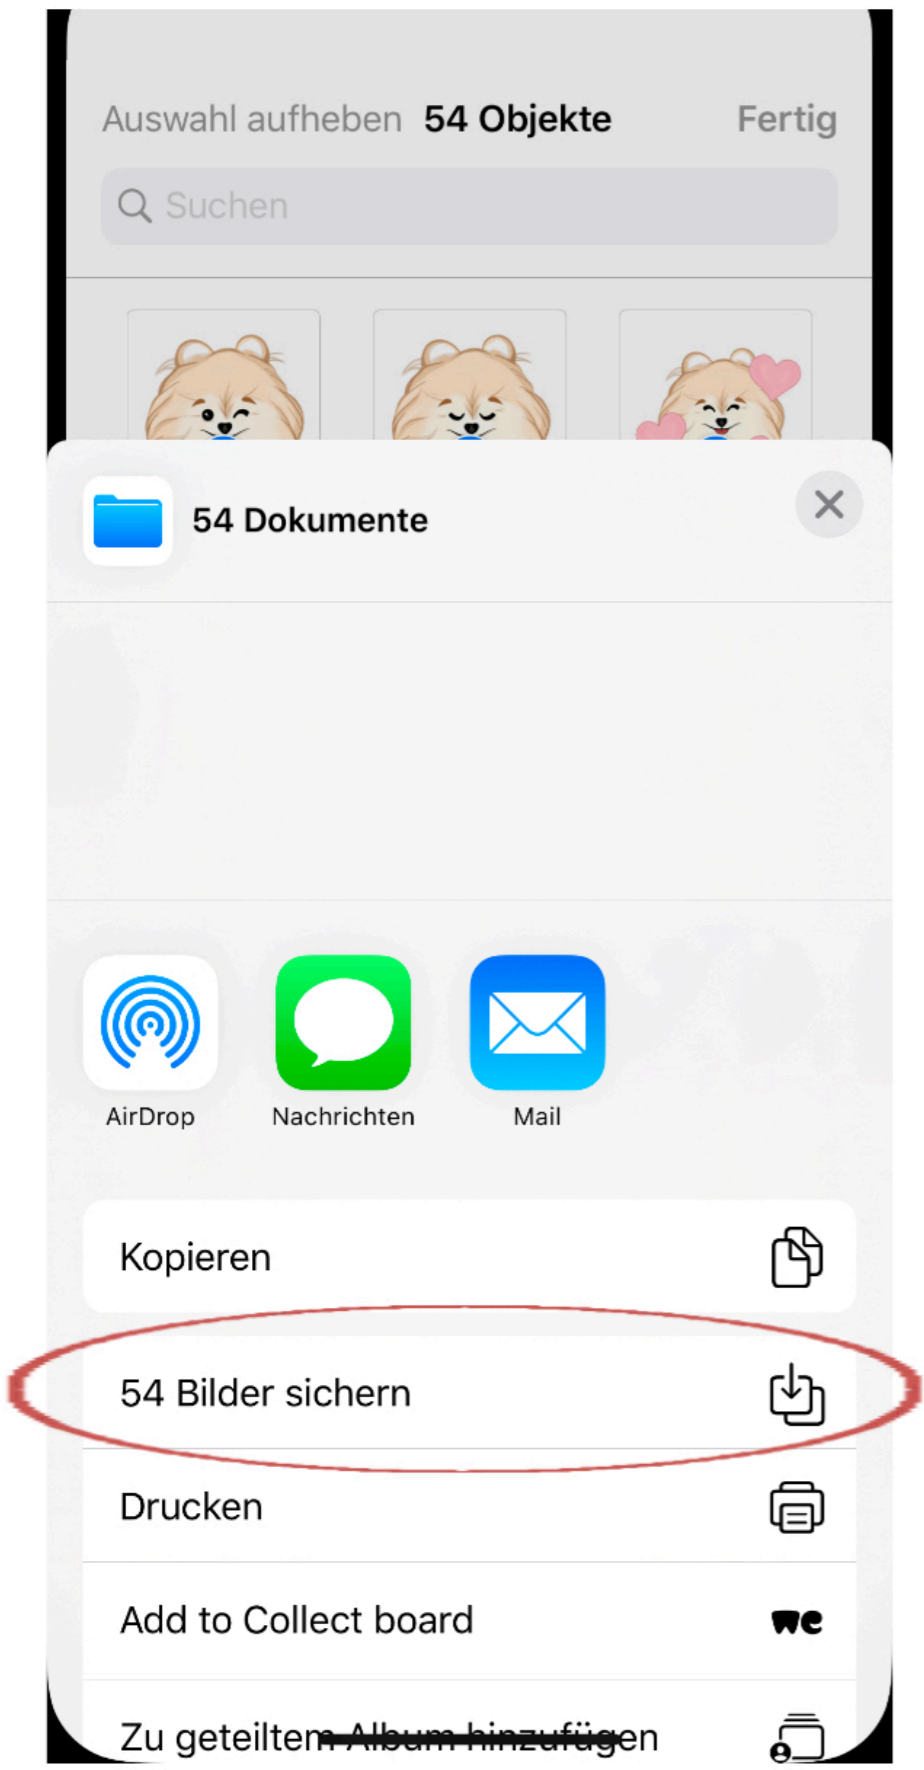 Auswahl aufheben 54 Objekte Fertig
Suchen
54 Dokumente
AirDrop Nachrichten Mail
Kopieren
54 Bilder sichern
Drucken
Add to Collect board we
Zu geteiltem Album hinzufügen